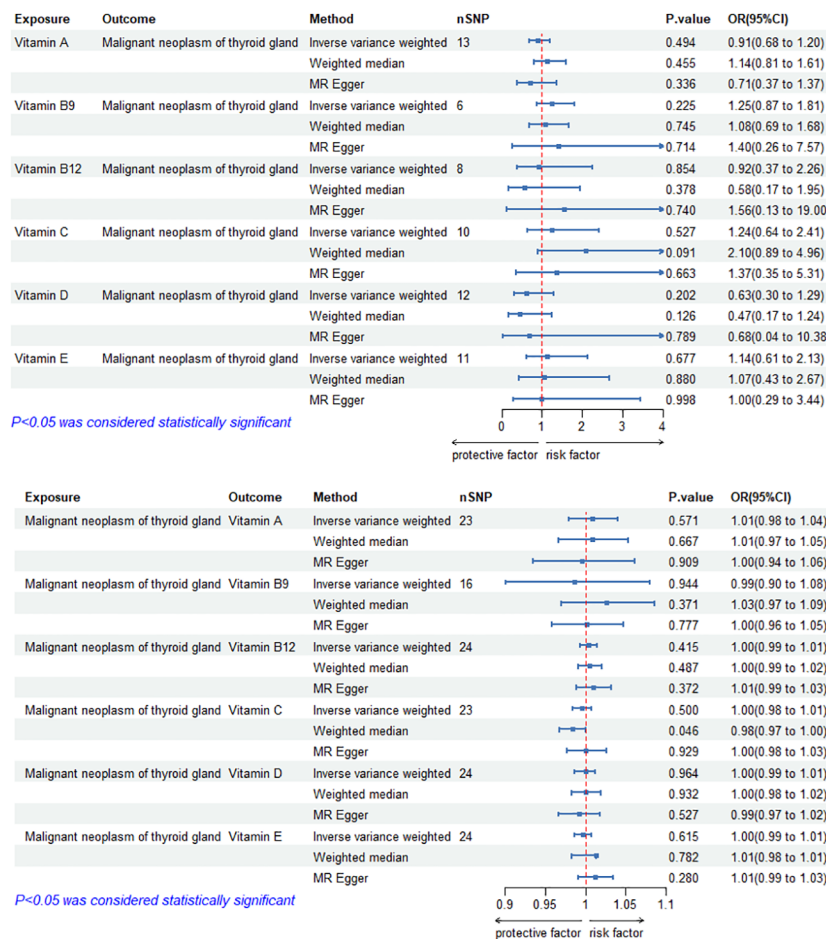 Exposure Outcome Method nSNP P.value OR(95%CI)
Vitamin A Malignant neoplasm of thyroid gland Inverse variance weighted 13 0.494 0.91(0.68 to 1.20)
Weighted median 0.455 1.14(0.81 to 1.61)
MR Egger 0.336 0.71(0.37 to 1.37)
Vitamin B9 Malignant neoplasm of thyroid gland Inverse variance weighted 6 0.225 1.25(0.87 to 1.81)
Weighted median 0.745 1.08(0.69 to 1.68)
MR Egger 0.714 1.40(0.26 to 7.57)
Vitamin B12 Malignant neoplasm of thyroid gland Inverse variance weighted 8 0.854 0.92(0.37 to 2.26)
Weighted median 0.378 0.58(0.17 to 1.95)
MR Egger 0.740 1.56(0.13 to 19.00
Vitamin C Malignant neoplasm of thyroid gland Inverse variance weighted 10 0.527 1.24(0.64 to 2.41)
Weighted median 0.091 2.10(0.89 to 4.96)
MR Egger 0.663 1.37(0.35 to 5.31)
Vitamin D Malignant neoplasm of thyroid gland Inverse variance weighted 12 0.202 0.63(0.30 to 1.29)
Weighted median 0.126 0.47(0.17 to 1.24)
MR Egger 0.789 0.68(0.04 to 10.38
Vitamin E Malignant neoplasm of thyroid gland Inverse variance weighted 11 0.677 1.14(0.61 to 2.13)
Weighted median 0.880 1.07(0.43 to 2.67)
MR Egger 0.998 1.00(0.29 to 3.44)
P<0.05 was considered statistically significant
0 1 2 3 4
protective factor risk factor
Exposure Outcome Method nSNP P.value OR(95%CI)
Malignant neoplasm of thyroid gland Vitamin A Inverse variance weighted 23 0.571 1.01(0.98 to 1.04)
Weighted median 0.667 1.01(0.97 to 1.05)
MR Egger 0.909 1.00(0.94 to 1.06)
Malignant neoplasm of thyroid gland Vitamin B9 Inverse variance weighted 16 0.944 0.99(0.90 to 1.08)
Weighted median 0.371 1.03(0.97 to 1.09)
MR Egger 0.777 1.00(0.96 to 1.05)
Malignant neoplasm of thyroid gland Vitamin B12 Inverse variance weighted 24 0.415 1.00(0.99 to 1.01)
Weighted median 0.487 1.00(0.99 to 1.02)
MR Egger 0.372 1.01(0.99 to 1.03)
Malignant neoplasm of thyroid gland Vitamin C Inverse variance weighted 23 0.500 1.00(0.98 to 1.01)
Weighted median 0.046 0.98(0.97 to 1.00)
MR Egger 0.929 1.00(0.98 to 1.03)
Malignant neoplasm of thyroid gland Vitamin D Inverse variance weighted 24 0.964 1.00(0.99 to 1.01)
Weighted median 0.932 1.00(0.98 to 1.02)
MR Egger 0.527 0.99(0.97 to 1.02)
Malignant neoplasm of thyroid gland Vitamin E Inverse variance weighted 24 0.615 1.00(0.99 to 1.01)
Weighted median 0.782 1.01(0.98 to 1.01)
MR Egger 0.280 1.01(0.99 to 1.03)
P<0.05 was considered statistically significant
0.9 0.95 1 1.05 1.1
protective factor risk factor